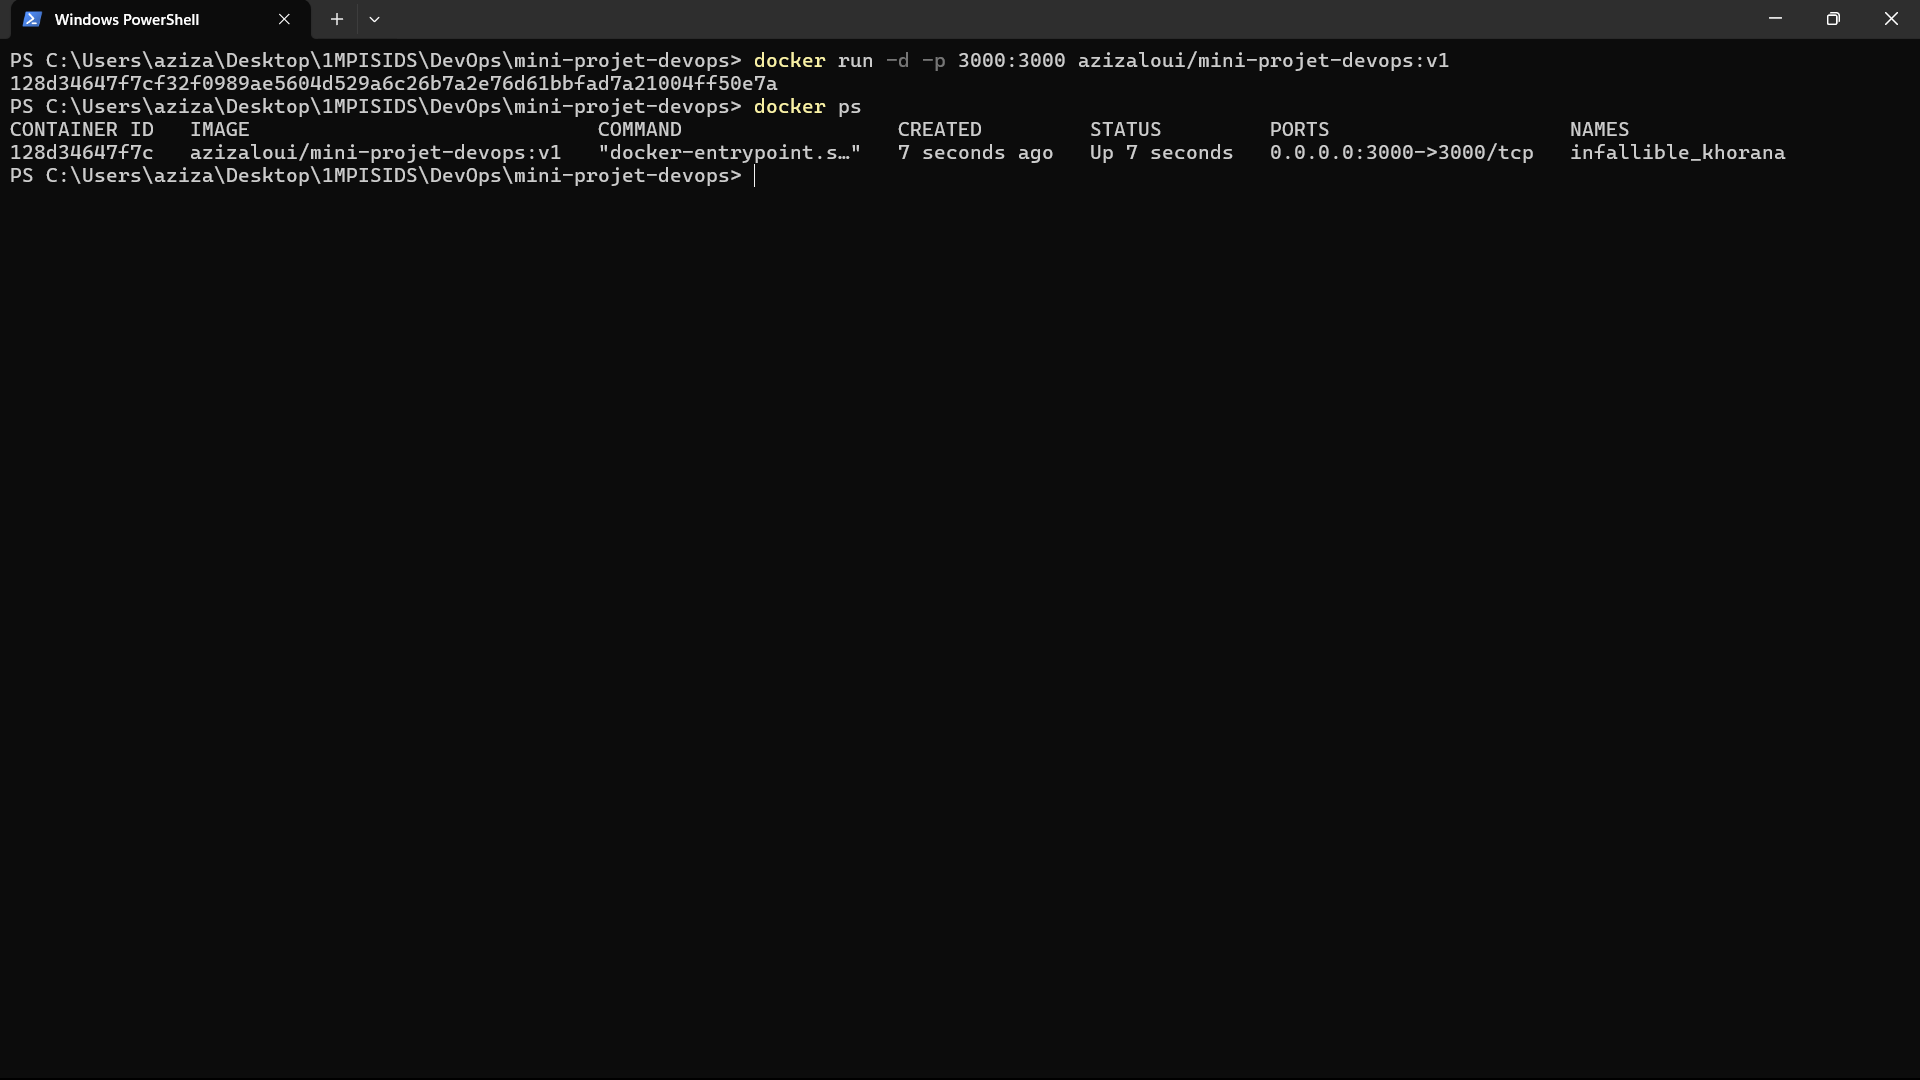 Windows PowerShell
PS C:\Users\aziza\Desktop\1MPISIDS\DevOps\mini-projet-devops> docker run -d -p 3000:3000 azizaloui/mini-projet-devops:v1
128d34647f7cf32f0989ae5604d529a6c26b7a2e76d61bbfad7a21004ff50e7a
PS C:\Users\aziza\Desktop\1MPISIDS\DevOps\mini-projet-devops> docker ps
CONTAINER ID   IMAGE                             COMMAND                  CREATED         STATUS         PORTS                    NAMES
128d34647f7c   azizaloui/mini-projet-devops:v1   "docker-entrypoint.s…"   7 seconds ago   Up 7 seconds   0.0.0.0:3000->3000/tcp   infallible_khorana
PS C:\Users\aziza\Desktop\1MPISIDS\DevOps\mini-projet-devops>